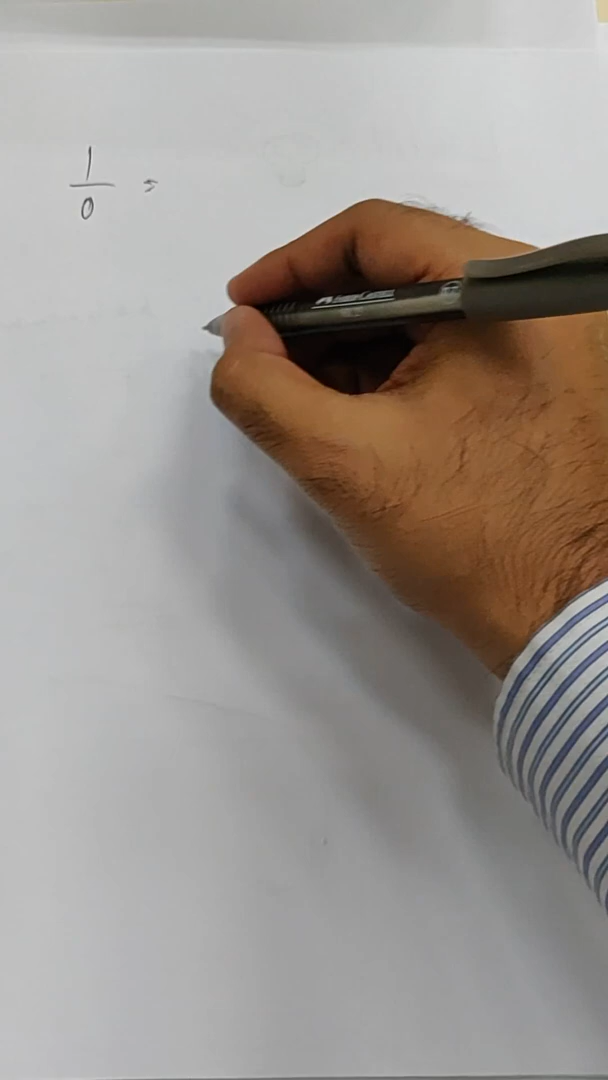 1/0 =